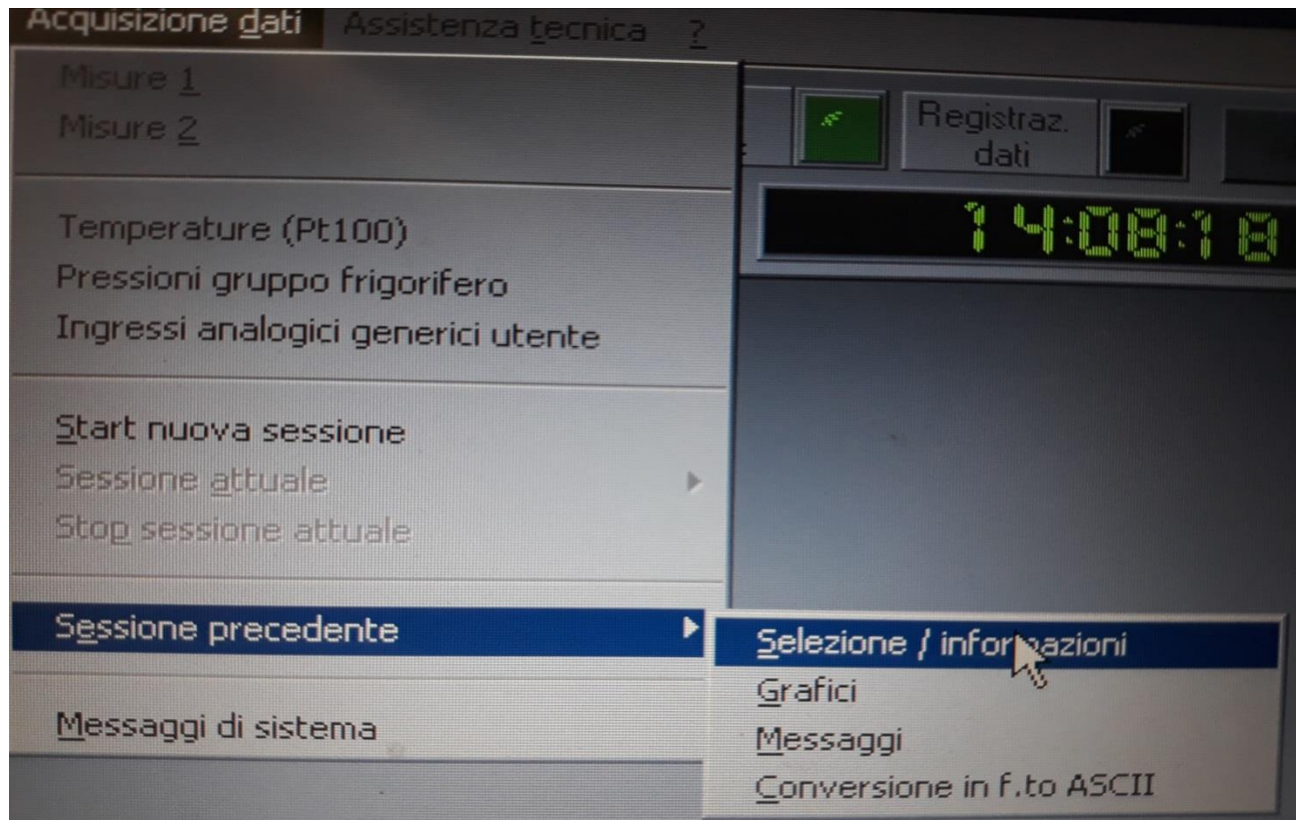 Acquisizione dati Assistenza tecnica ?
Misure 1
Misure 2
Registraz.
dati
14:08:18
Temperature (Pt100)
Pressioni gruppo frigorifero
Ingressi analogici generici utente
Start nuova sessione
Sessione attuale
Stop sessione attuale
Sessione precedente
Messaggi di sistema
Selezione / informazioni
Grafici
Messaggi
Conversione in f.to ASCII